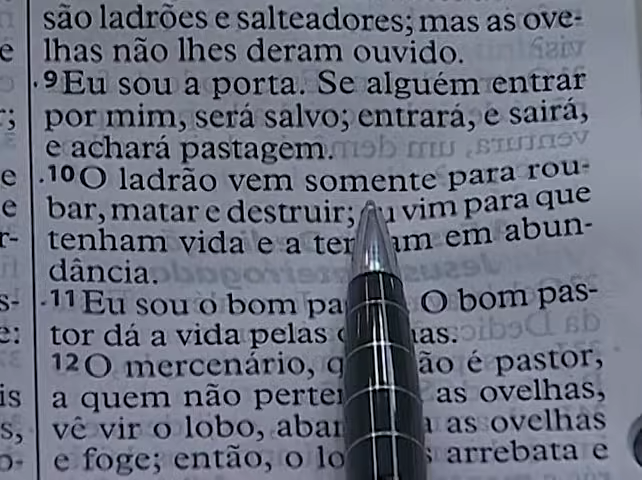 são ladrões e salteadores; mas as ove-
lhas não lhes deram ouvido.
9 Eu sou a porta. Se alguém entrar
por mim, será salvo; entrará, e sairá,
e achará pastagem.
10 O ladrão vem somente para rou-
bar, matar e destruir; vim para que
tenham vida e a em abun-
dância.
11 Eu sou o bom O bom pas-
tor dá a vida pelas
12 O mercenário, é pastor,
a quem não as ovelhas,
vê vir o lobo, as ovelhas
e foge; então, o arrebata e